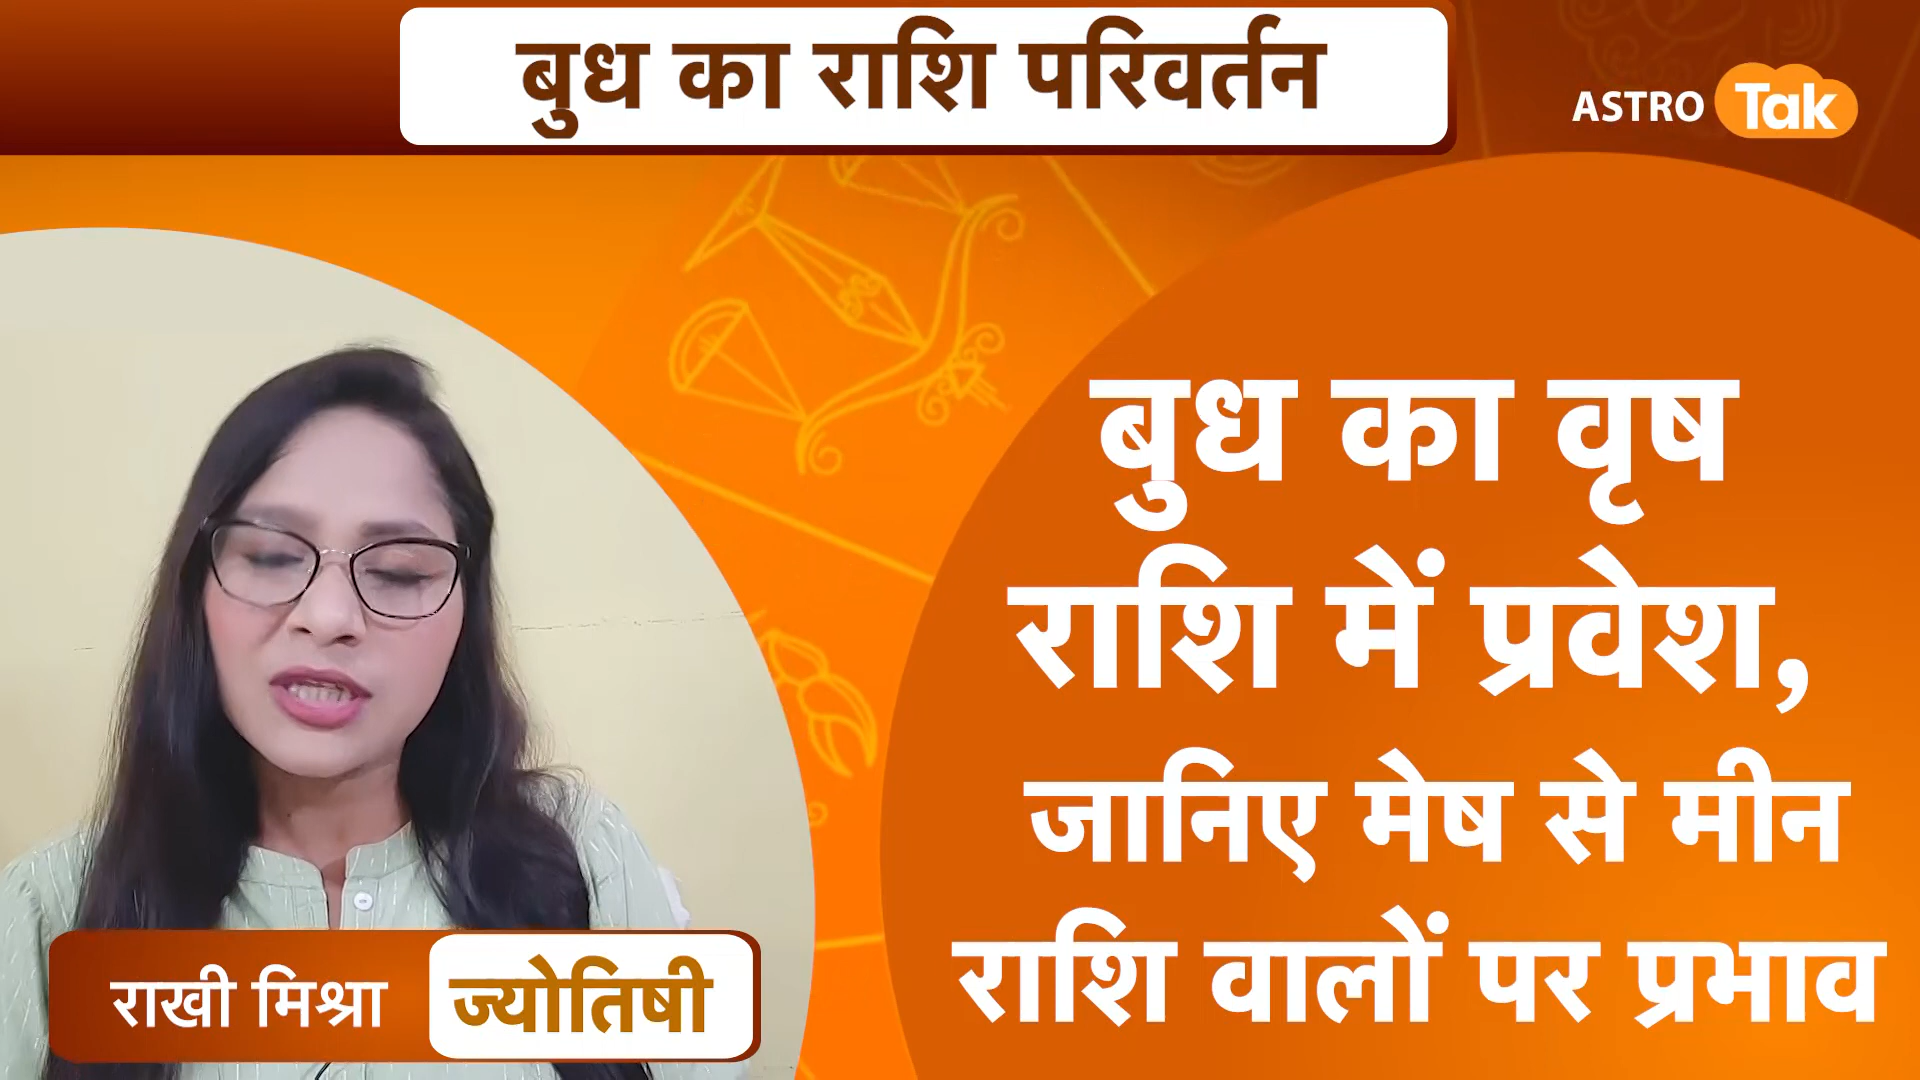 बुध का राशि परिवर्तन
ASTRO Tak
बुध का वृष
राशि में प्रवेश,
जानिए मेष से मीन
राशि वालों पर प्रभाव
राखी मिश्रा ज्योतिषी